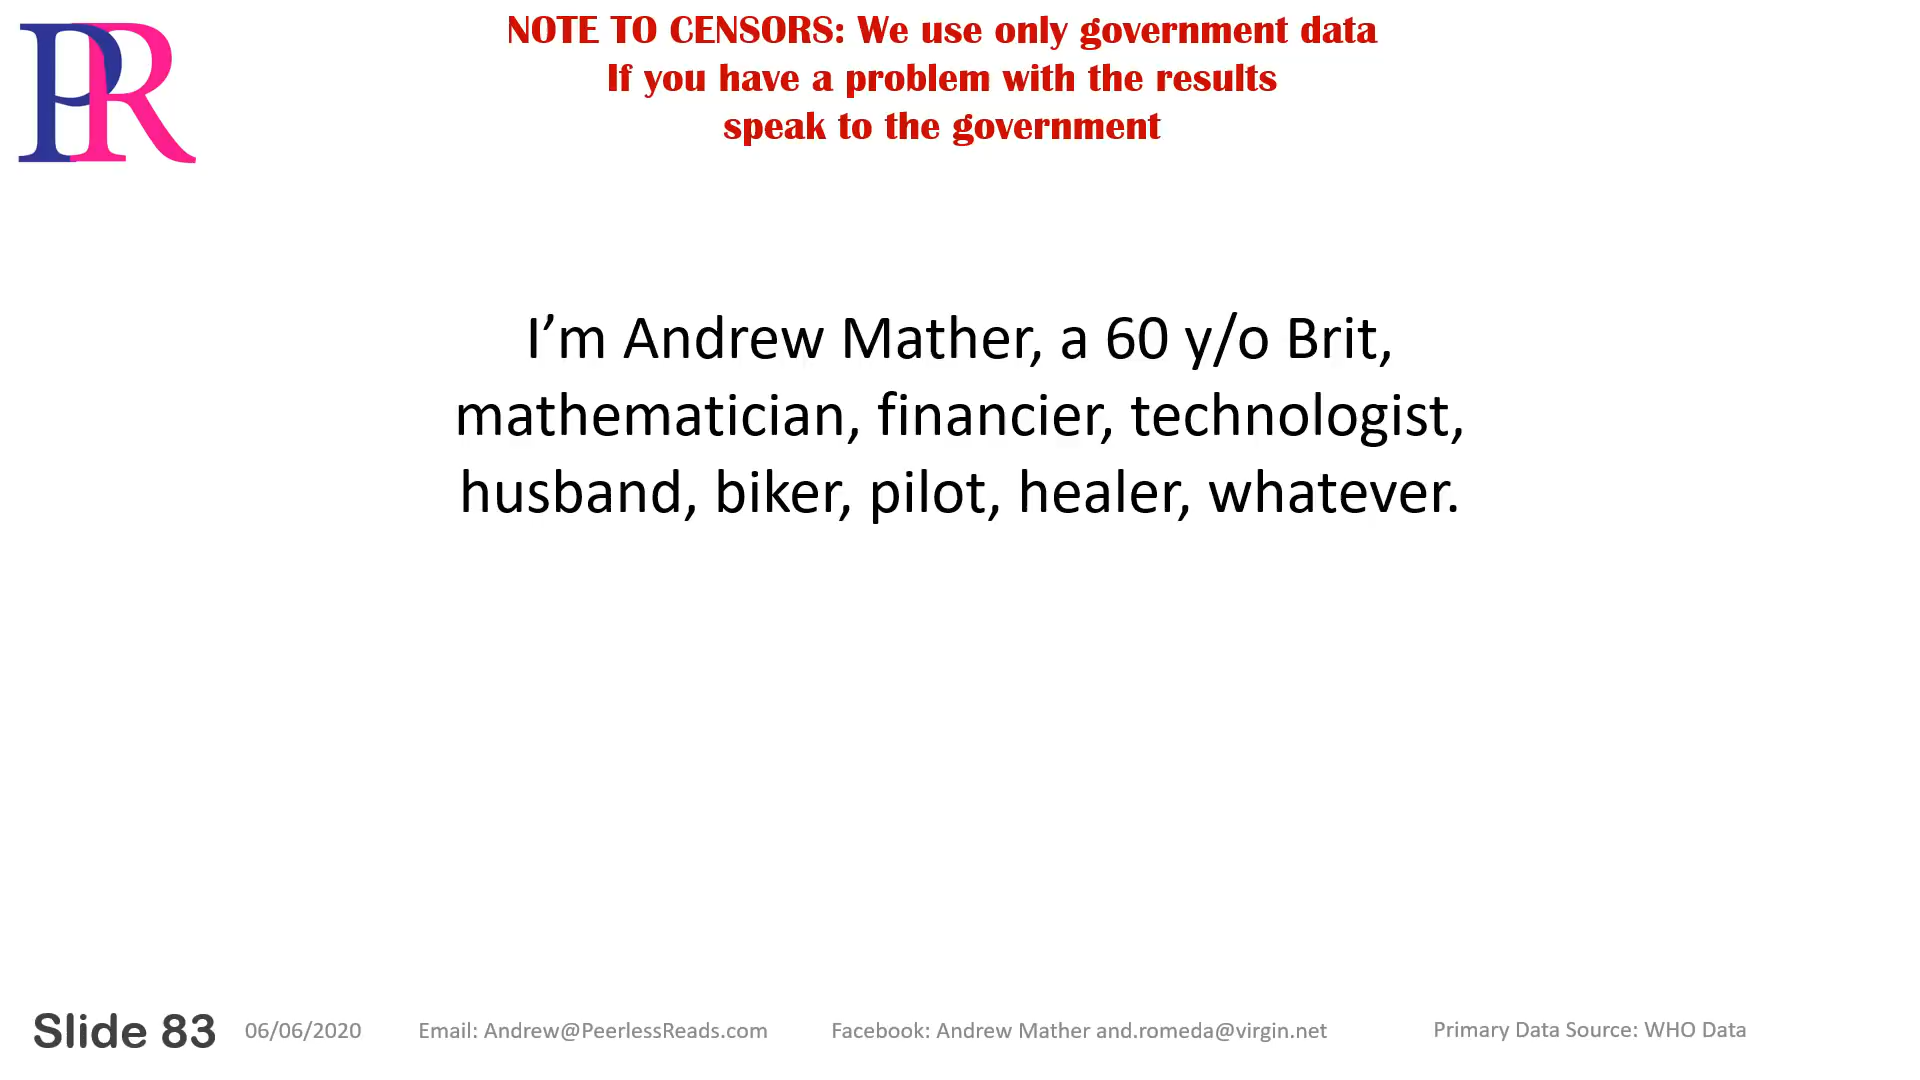 PR
NOTE TO CENSORS: We use only government data
If you have a problem with the results
speak to the government
I’m Andrew Mather, a 60 y/o Brit,
mathematician, financier, technologist,
husband, biker, pilot, healer, whatever.
Slide 83 06/06/2020 Email: Andrew@PeerlessReads.com Facebook: Andrew Mather and.romeda@virgin.net Primary Data Source: WHO Data